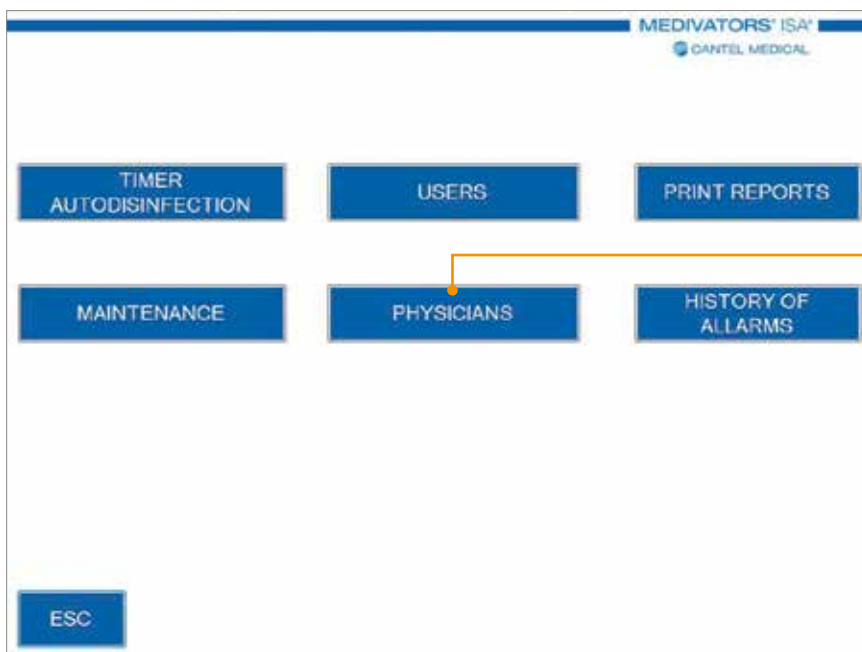 MEDIVATORS® ISA®
CANTEL MEDICAL
TIMER
AUTODISINFECTION
USERS
PRINT REPORTS
MAINTENANCE
PHYSICIANS
HISTORY OF
ALLARMS
ESC